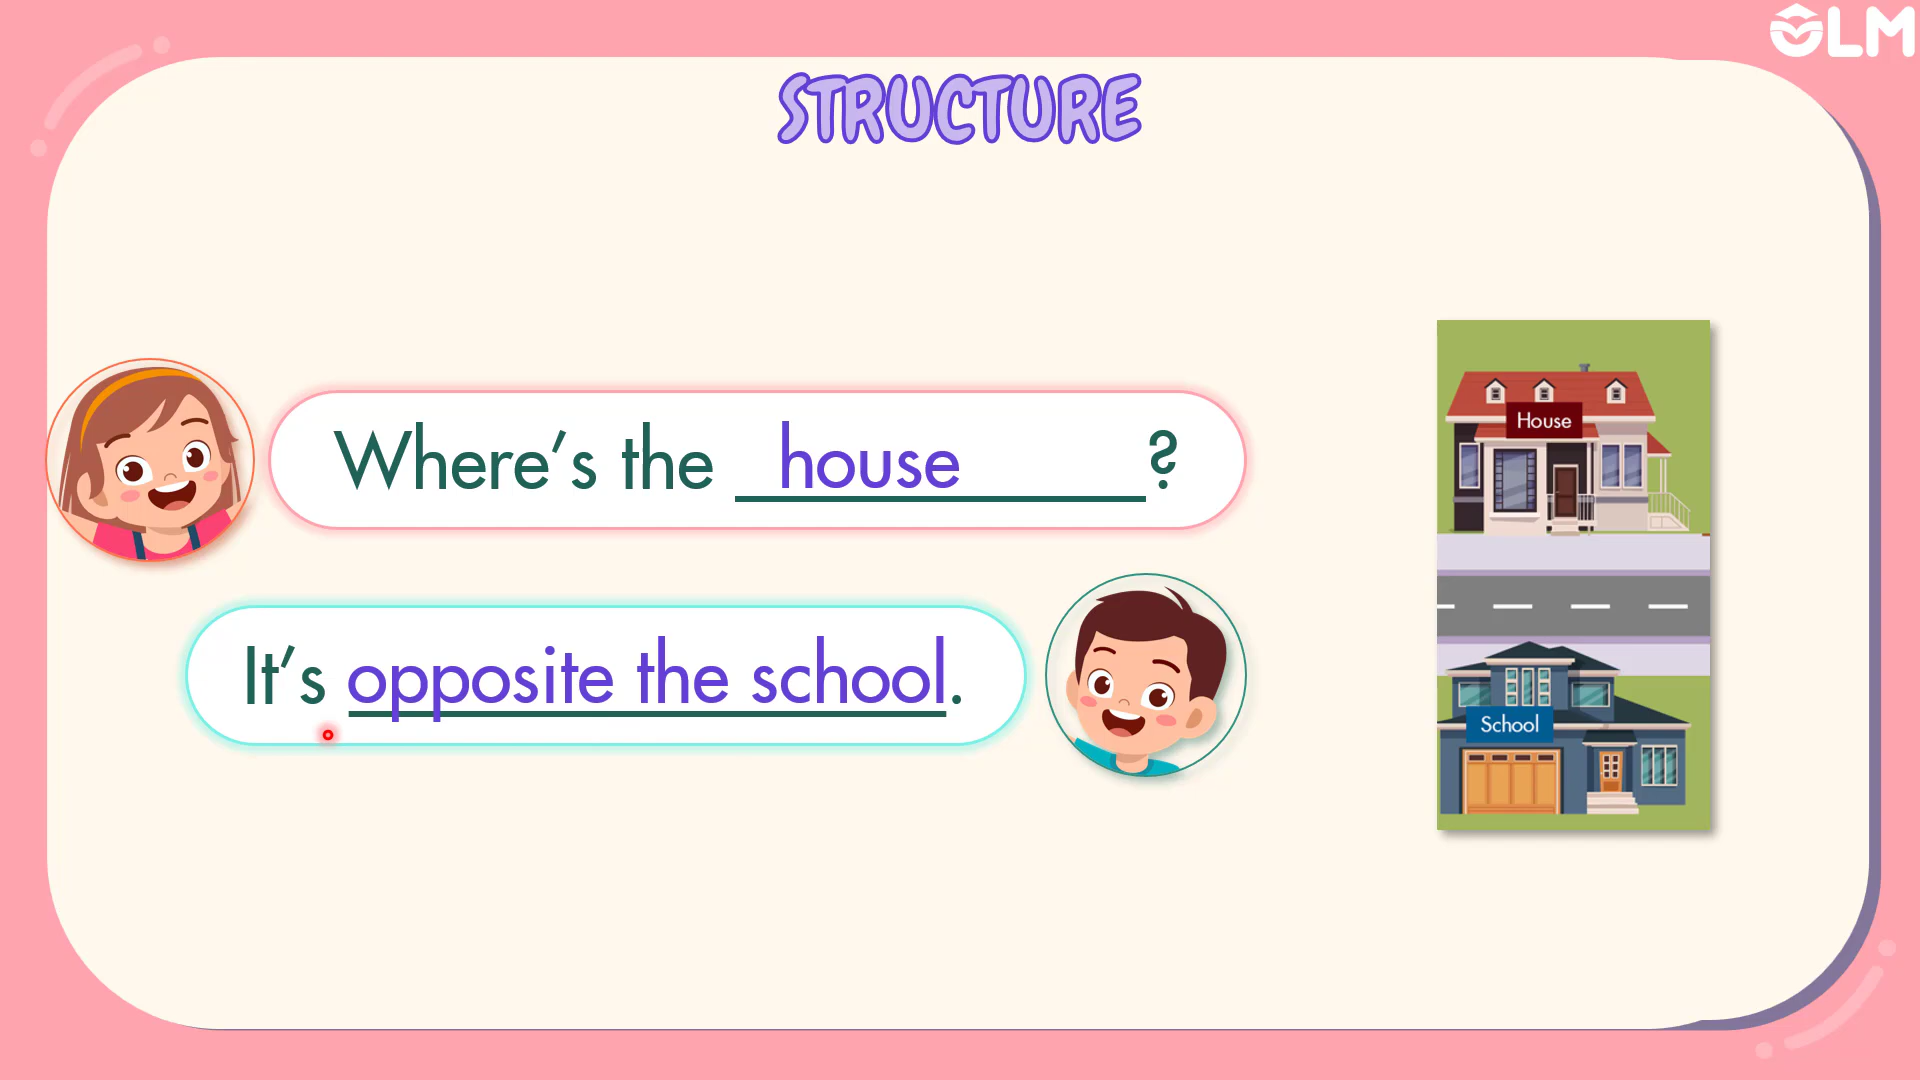 OLM
STRUCTURE
Where's the house ?
It's opposite the school.
House
School